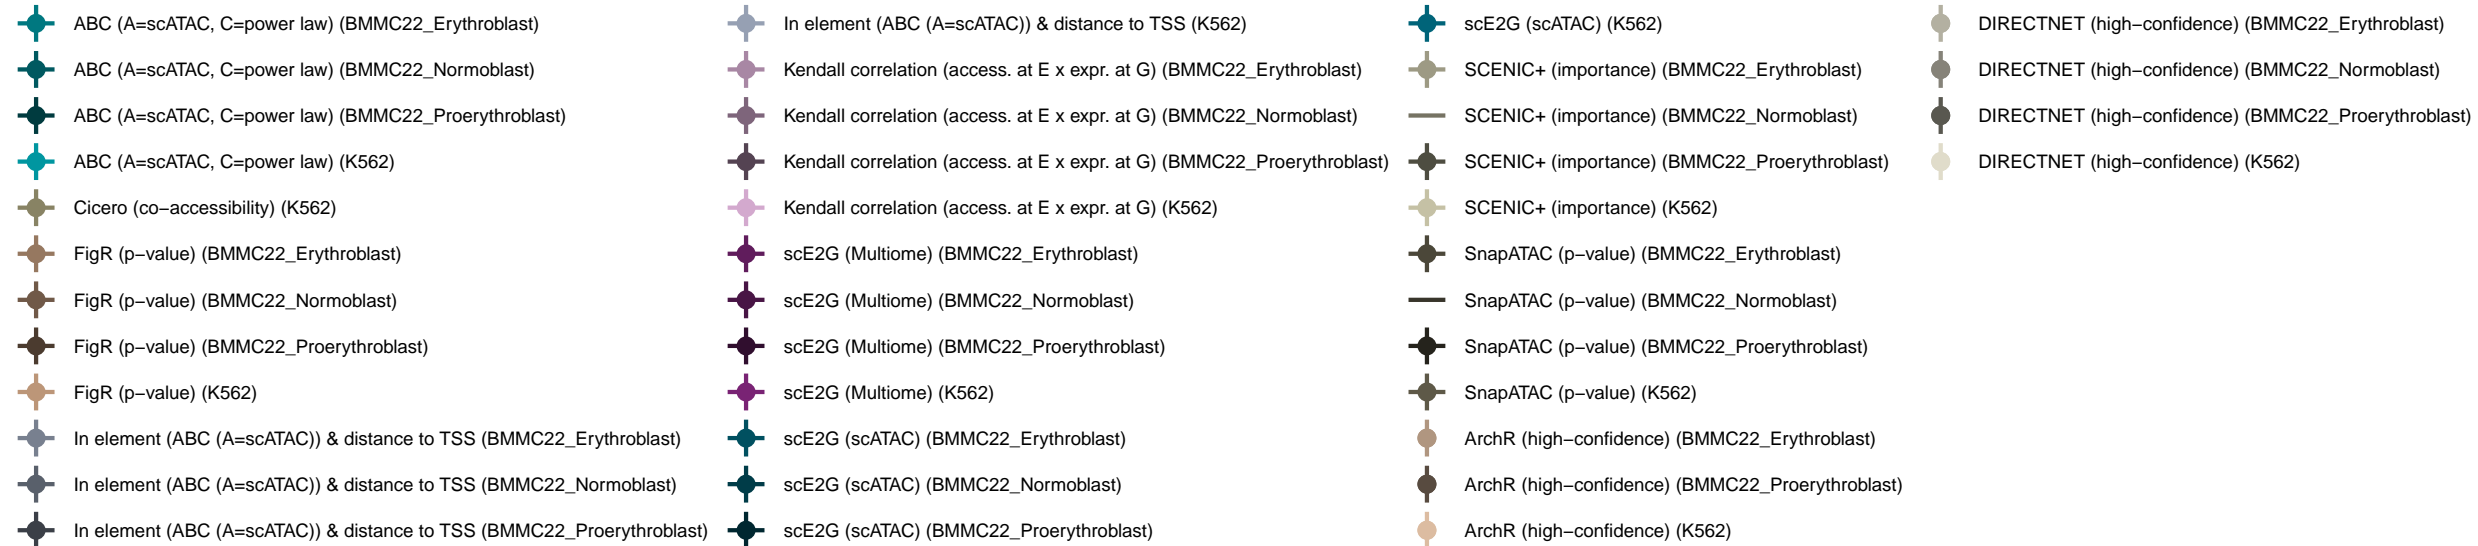 ABC (A=scATAC, C=power law) (BMMC22_Erythroblast)
ABC (A=scATAC, C=power law) (BMMC22_Normoblast)
ABC (A=scATAC, C=power law) (BMMC22_Proerythroblast)
ABC (A=scATAC, C=power law) (K562)
Cicero (co−accessibility) (K562)
FigR (p−value) (BMMC22_Erythroblast)
FigR (p−value) (BMMC22_Normoblast)
FigR (p−value) (BMMC22_Proerythroblast)
FigR (p−value) (K562)
In element (ABC (A=scATAC)) & distance to TSS (BMMC22_Erythroblast)
In element (ABC (A=scATAC)) & distance to TSS (BMMC22_Normoblast)
In element (ABC (A=scATAC)) & distance to TSS (BMMC22_Proerythroblast)
In element (ABC (A=scATAC)) & distance to TSS (K562)
Kendall correlation (access. at E x expr. at G) (BMMC22_Erythroblast)
Kendall correlation (access. at E x expr. at G) (BMMC22_Normoblast)
Kendall correlation (access. at E x expr. at G) (BMMC22_Proerythroblast)
Kendall correlation (access. at E x expr. at G) (K562)
scE2G (Multiome) (BMMC22_Erythroblast)
scE2G (Multiome) (BMMC22_Normoblast)
scE2G (Multiome) (BMMC22_Proerythroblast)
scE2G (Multiome) (K562)
scE2G (scATAC) (BMMC22_Erythroblast)
scE2G (scATAC) (BMMC22_Normoblast)
scE2G (scATAC) (BMMC22_Proerythroblast)
scE2G (scATAC) (K562)
SCENIC+ (importance) (BMMC22_Erythroblast)
SCENIC+ (importance) (BMMC22_Normoblast)
SCENIC+ (importance) (BMMC22_Proerythroblast)
SCENIC+ (importance) (K562)
SnapATAC (p−value) (BMMC22_Erythroblast)
SnapATAC (p−value) (BMMC22_Normoblast)
SnapATAC (p−value) (BMMC22_Proerythroblast)
SnapATAC (p−value) (K562)
ArchR (high−confidence) (BMMC22_Erythroblast)
ArchR (high−confidence) (BMMC22_Proerythroblast)
ArchR (high−confidence) (K562)
DIRECTNET (high−confidence) (BMMC22_Erythroblast)
DIRECTNET (high−confidence) (BMMC22_Normoblast)
DIRECTNET (high−confidence) (BMMC22_Proerythroblast)
DIRECTNET (high−confidence) (K562)